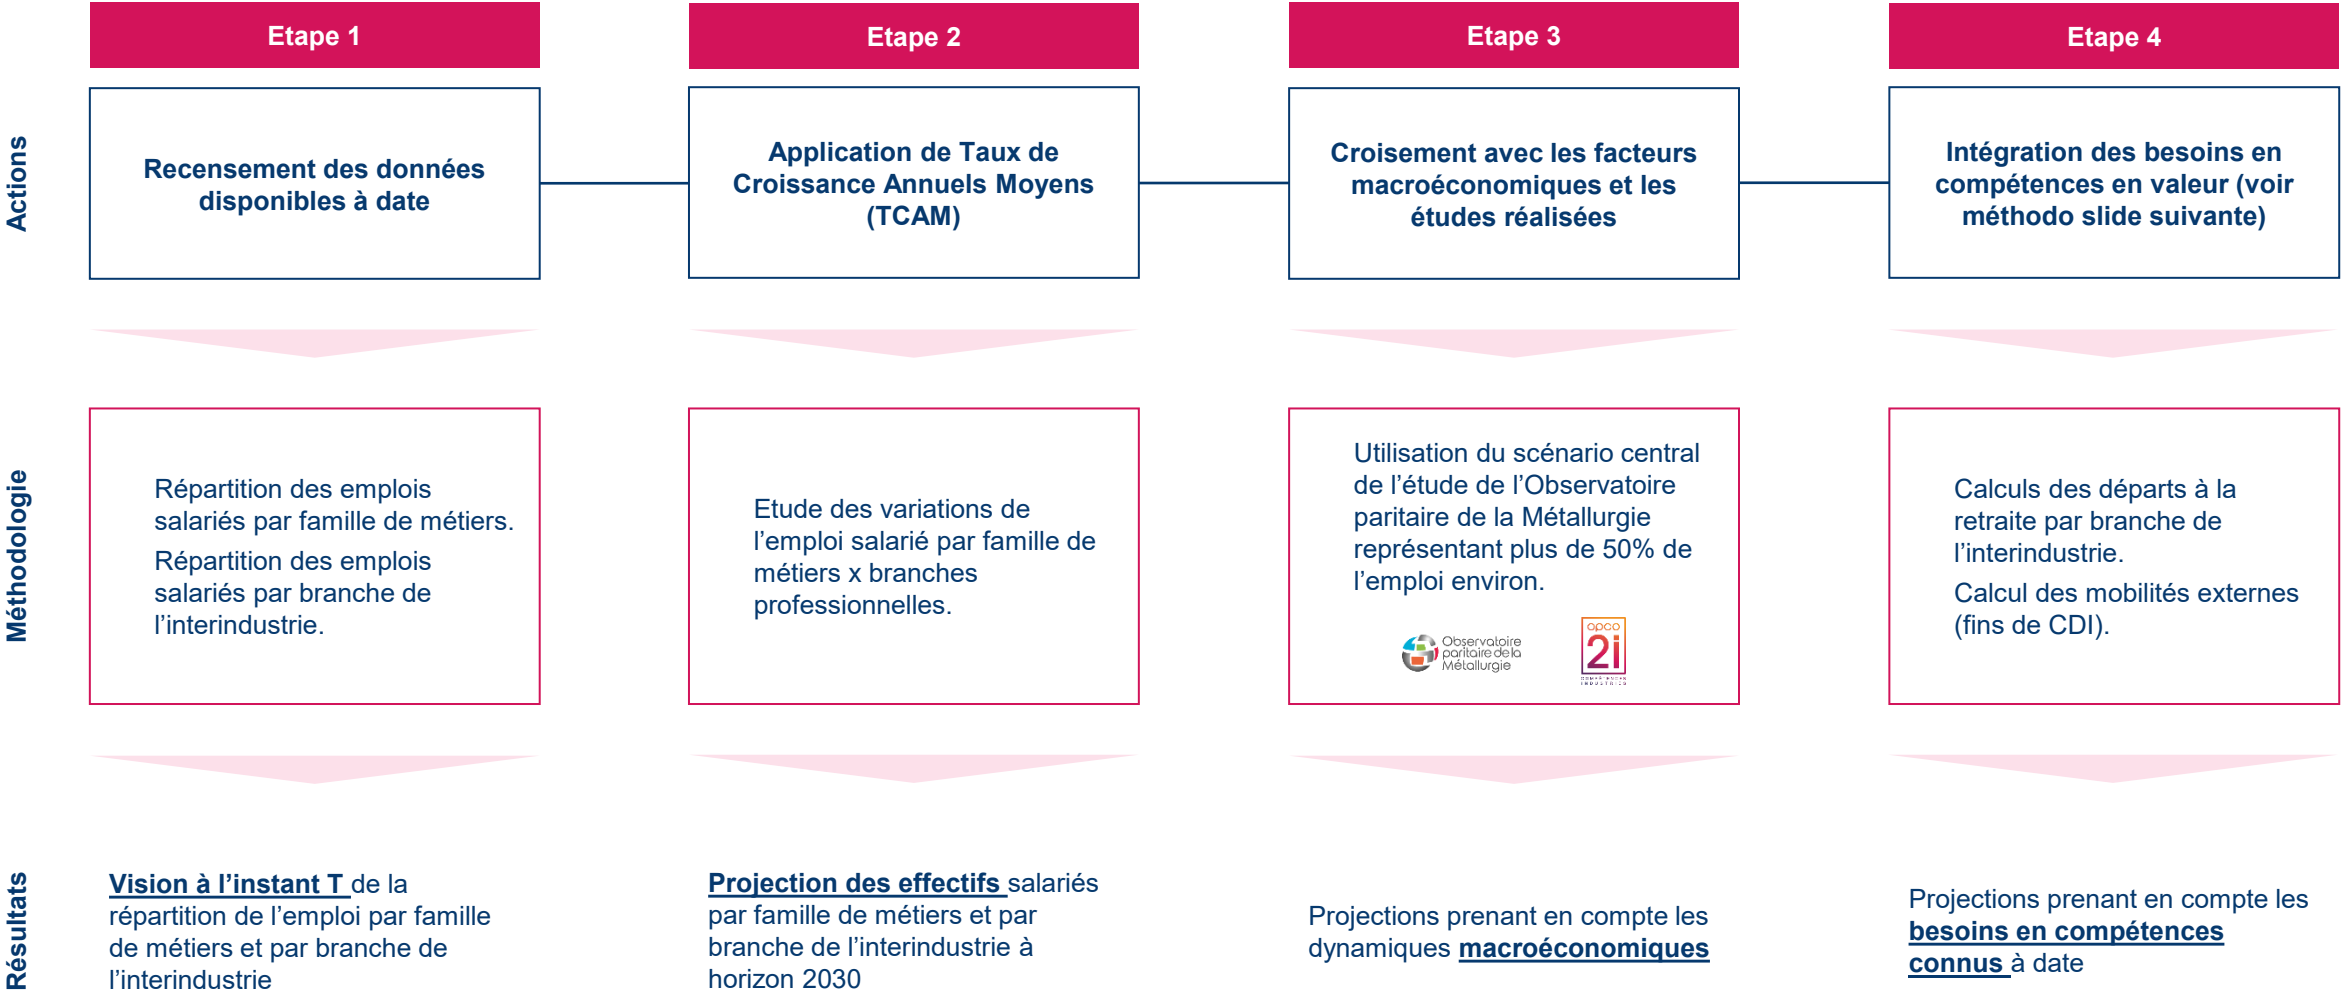 Etape 1
Etape 2
Etape 3
Etape 4
Actions
Recensement des données
disponibles à date
Application de Taux de
Croissance Annuels Moyens
(TCAM)
Croisement avec les facteurs
macroéconomiques et les
études réalisées
Intégration des besoins en
compétences en valeur (voir
méthodo slide suivante)
Méthodologie
Répartition des emplois
salariés par famille de métiers.
Répartition des emplois
salariés par branche de
l’interindustrie.
Etude des variations de
l’emploi salarié par famille de
métiers x branches
professionnelles.
Utilisation du scénario central
de l’étude de l’Observatoire
paritaire de la Métallurgie
représentant plus de 50% de
l’emploi environ.
Observatoire
paritaire de la
Métallurgie
opco
2i
COMPÉTENCES
INDUSTRIES
Calculs des départs à la
retraite par branche de
l’interindustrie.
Calcul des mobilités externes
(fins de CDI).
Résultats
Vision à l’instant T de la
répartition de l’emploi par famille
de métiers et par branche de
l’interindustrie
Projection des effectifs salariés
par famille de métiers et par
branche de l’interindustrie à
horizon 2030
Projections prenant en compte les
dynamiques macroéconomiques
Projections prenant en compte les
besoins en compétences
connus à date